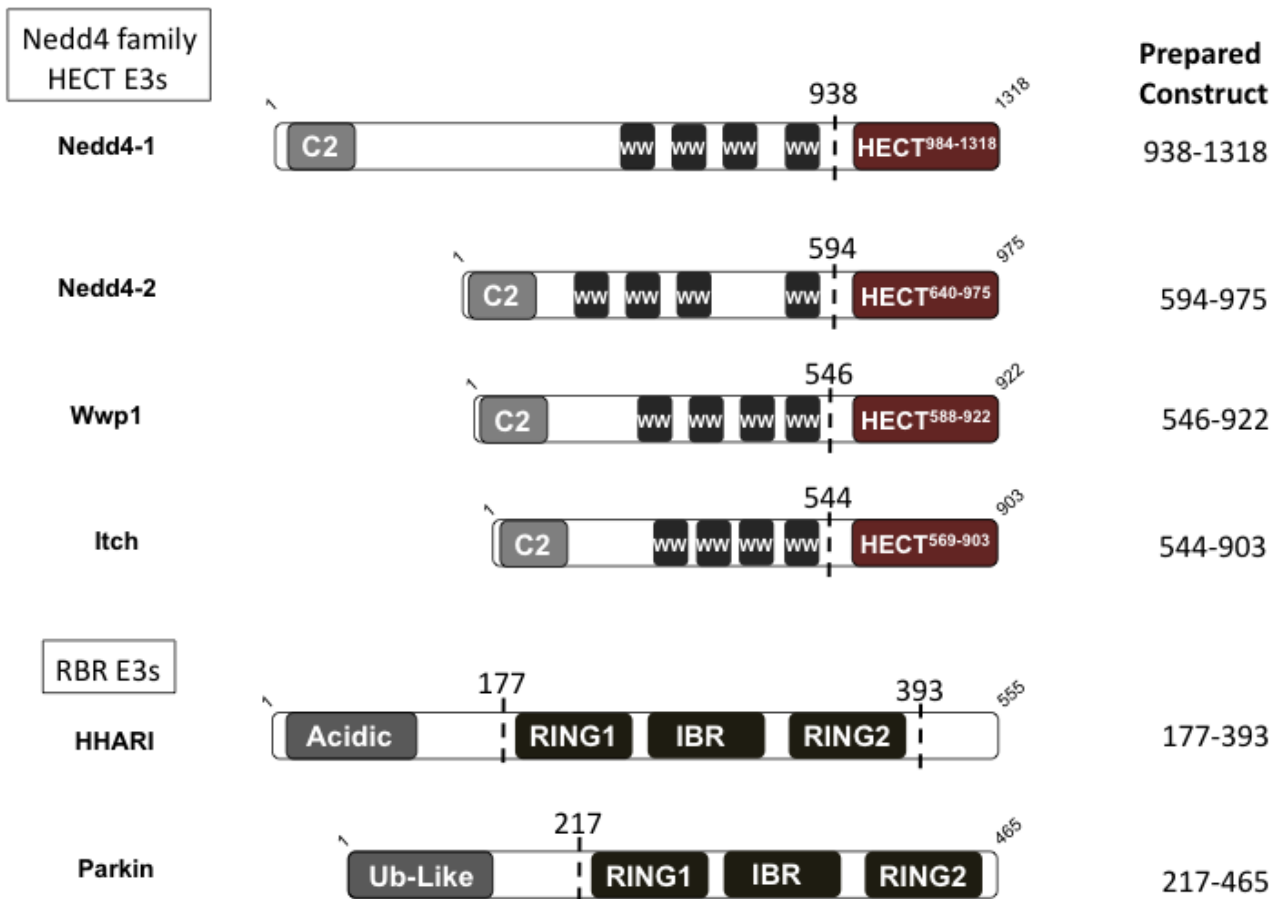 Nedd4 family
HECT E3s
Prepared
Construct
1 938 1318
Nedd4-1 C2 WW WW WW WW HECT984-1318 938-1318
1 594 975
Nedd4-2 C2 WW WW WW WW HECT640-975 594-975
1 546 922
Wwp1 C2 WW WW WW WW HECT588-922 546-922
1 544 903
Itch C2 WW WW WW WW HECT569-903 544-903
RBR E3s
1 177 393 555
HHARI Acidic RING1 IBR RING2 177-393
1 217 465
Parkin Ub-Like RING1 IBR RING2 217-465